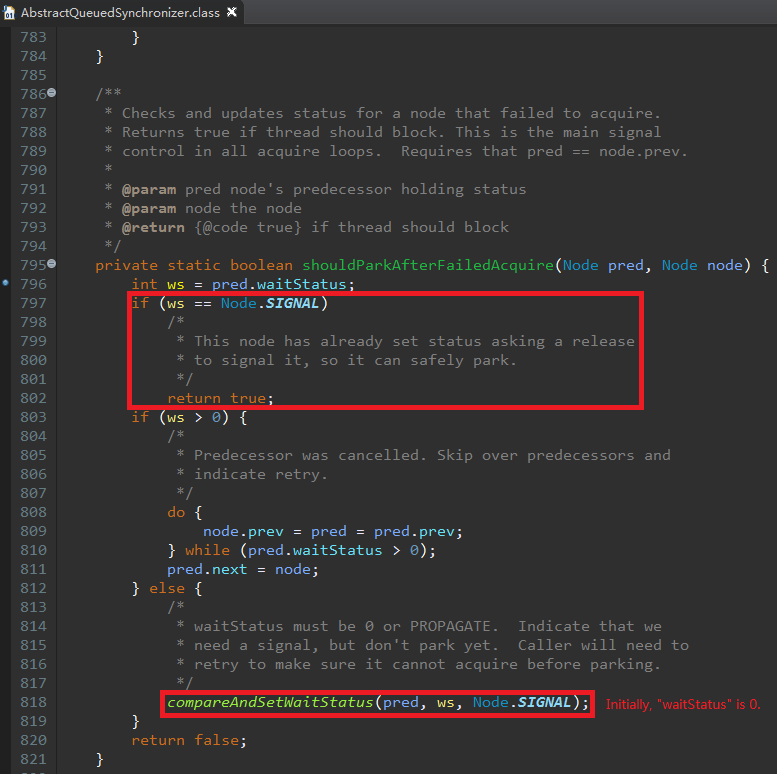 AbstractQueuedSynchronizer.class
783 }
784 }
785
786 /**
787 * Checks and updates status for a node that failed to acquire.
788 * Returns true if thread should block. This is the main signal
789 * control in all acquire loops.  Requires that pred == node.prev.
790 *
791 * @param pred node's predecessor holding status
792 * @param node the node
793 * @return {@code true} if thread should block
794 */
795 private static boolean shouldParkAfterFailedAcquire(Node pred, Node node) {
796 int ws = pred.waitStatus;
797 if (ws == Node.SIGNAL)
798 /*
799 * This node has already set status asking a release
800 * to signal it, so it can safely park.
801 */
802 return true;
803 if (ws > 0) {
804 /*
805 * Predecessor was cancelled. Skip over predecessors and
806 * indicate retry.
807 */
808 do {
809 node.prev = pred = pred.prev;
810 } while (pred.waitStatus > 0);
811 pred.next = node;
812 } else {
813 /*
814 * waitStatus must be 0 or PROPAGATE.  Indicate that we
815 * need a signal, but don't park yet.  Caller will need to
816 * retry to make sure it cannot acquire before parking.
817 */
818 compareAndSetWaitStatus(pred, ws, Node.SIGNAL); Initially, "waitStatus" is 0.
819 }
820 return false;
821 }